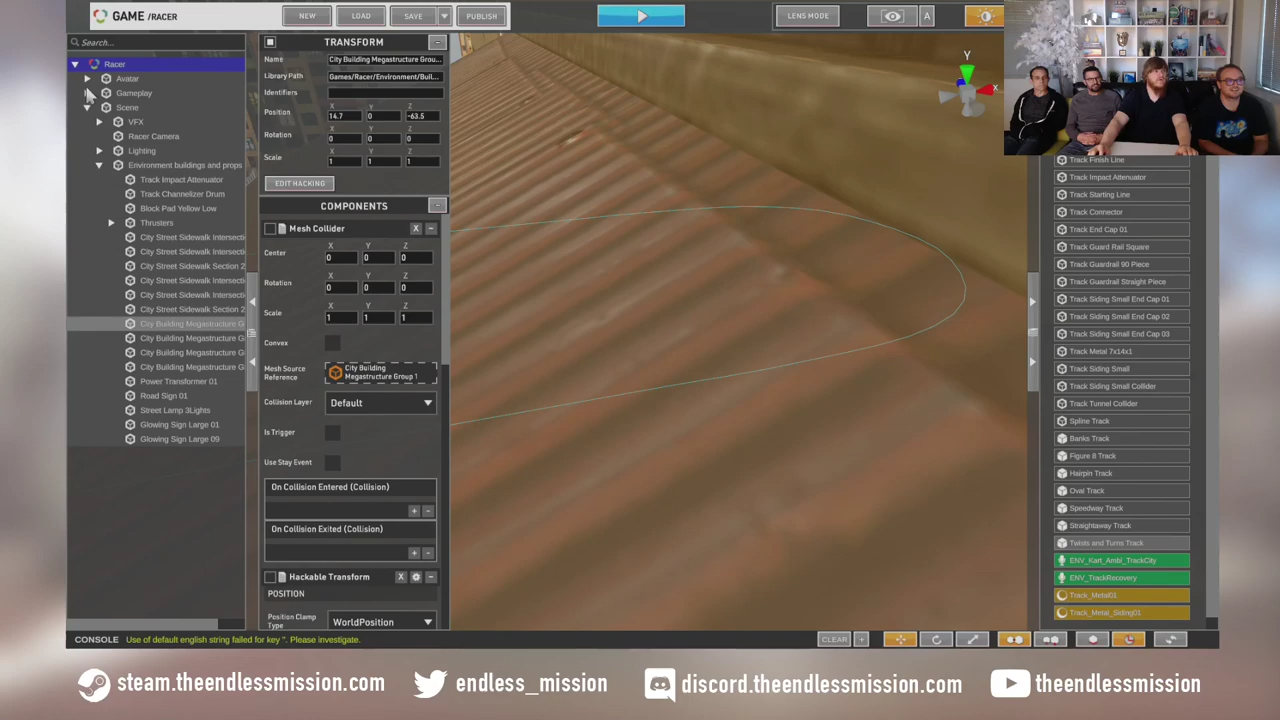 GAME /RACER
NEW
LOAD
SAVE
PUBLISH
LENS MODE
A
Search...
Racer
Avatar
Gameplay
Scene
VFX
Racer Camera
Lighting
Environment buildings and props
Track Impact Attenuator
Track Channelizer Drum
Block Pad Yellow Low
Thrusters
City Street Sidewalk Intersecti
City Street Sidewalk Intersecti
City Street Sidewalk Section 2
City Street Sidewalk Intersecti
City Street Sidewalk Intersecti
City Street Sidewalk Section 2
City Building Megastructure G
City Building Megastructure G
City Building Megastructure G
City Building Megastructure G
Power Transformer 01
Road Sign 01
Street Lamp 3Lights
Glowing Sign Large 01
Glowing Sign Large 09
TRANSFORM
Name City Building Megastructure Grou...
Library Path Games/Racer/Environment/Buil...
Identifiers
X Y Z
Position 14.7 0 -63.5
X Y Z
Rotation 0 0 0
X Y Z
Scale 1 1 1
EDIT HACKING
COMPONENTS
Mesh Collider X
X Y Z
Center 0 0 0
X Y Z
Rotation 0 0 0
X Y Z
Scale 1 1 1
Convex
Mesh Source Reference City Building Megastructure Group 1
Collision Layer Default
Is Trigger
Use Stay Event
On Collision Entered (Collision)
+ -
On Collision Exited (Collision)
+ -
Hackable Transform X
POSITION
Position Clamp Type WorldPosition
Y
X
Track Finish Line
Track Impact Attenuator
Track Starting Line
Track Connector
Track End Cap 01
Track Guard Rail Square
Track Guardrail 90 Piece
Track Guardrail Straight Piece
Track Siding Small End Cap 01
Track Siding Small End Cap 02
Track Siding Small End Cap 03
Track Metal 7x14x1
Track Siding Small
Track Siding Small Collider
Track Tunnel Collider
Spline Track
Banks Track
Figure 8 Track
Hairpin Track
Oval Track
Speedway Track
Straightaway Track
Twists and Turns Track
ENV_Kart_Ambi_TrackCity
ENV_TrackRecovery
Track_Metal01
Track_Metal_Siding01
CONSOLE Use of default english string failed for key ''. Please investigate.
CLEAR +
steam.theendlessmission.com
endless_mission
discord.theendlessmission.com
theendlessmission